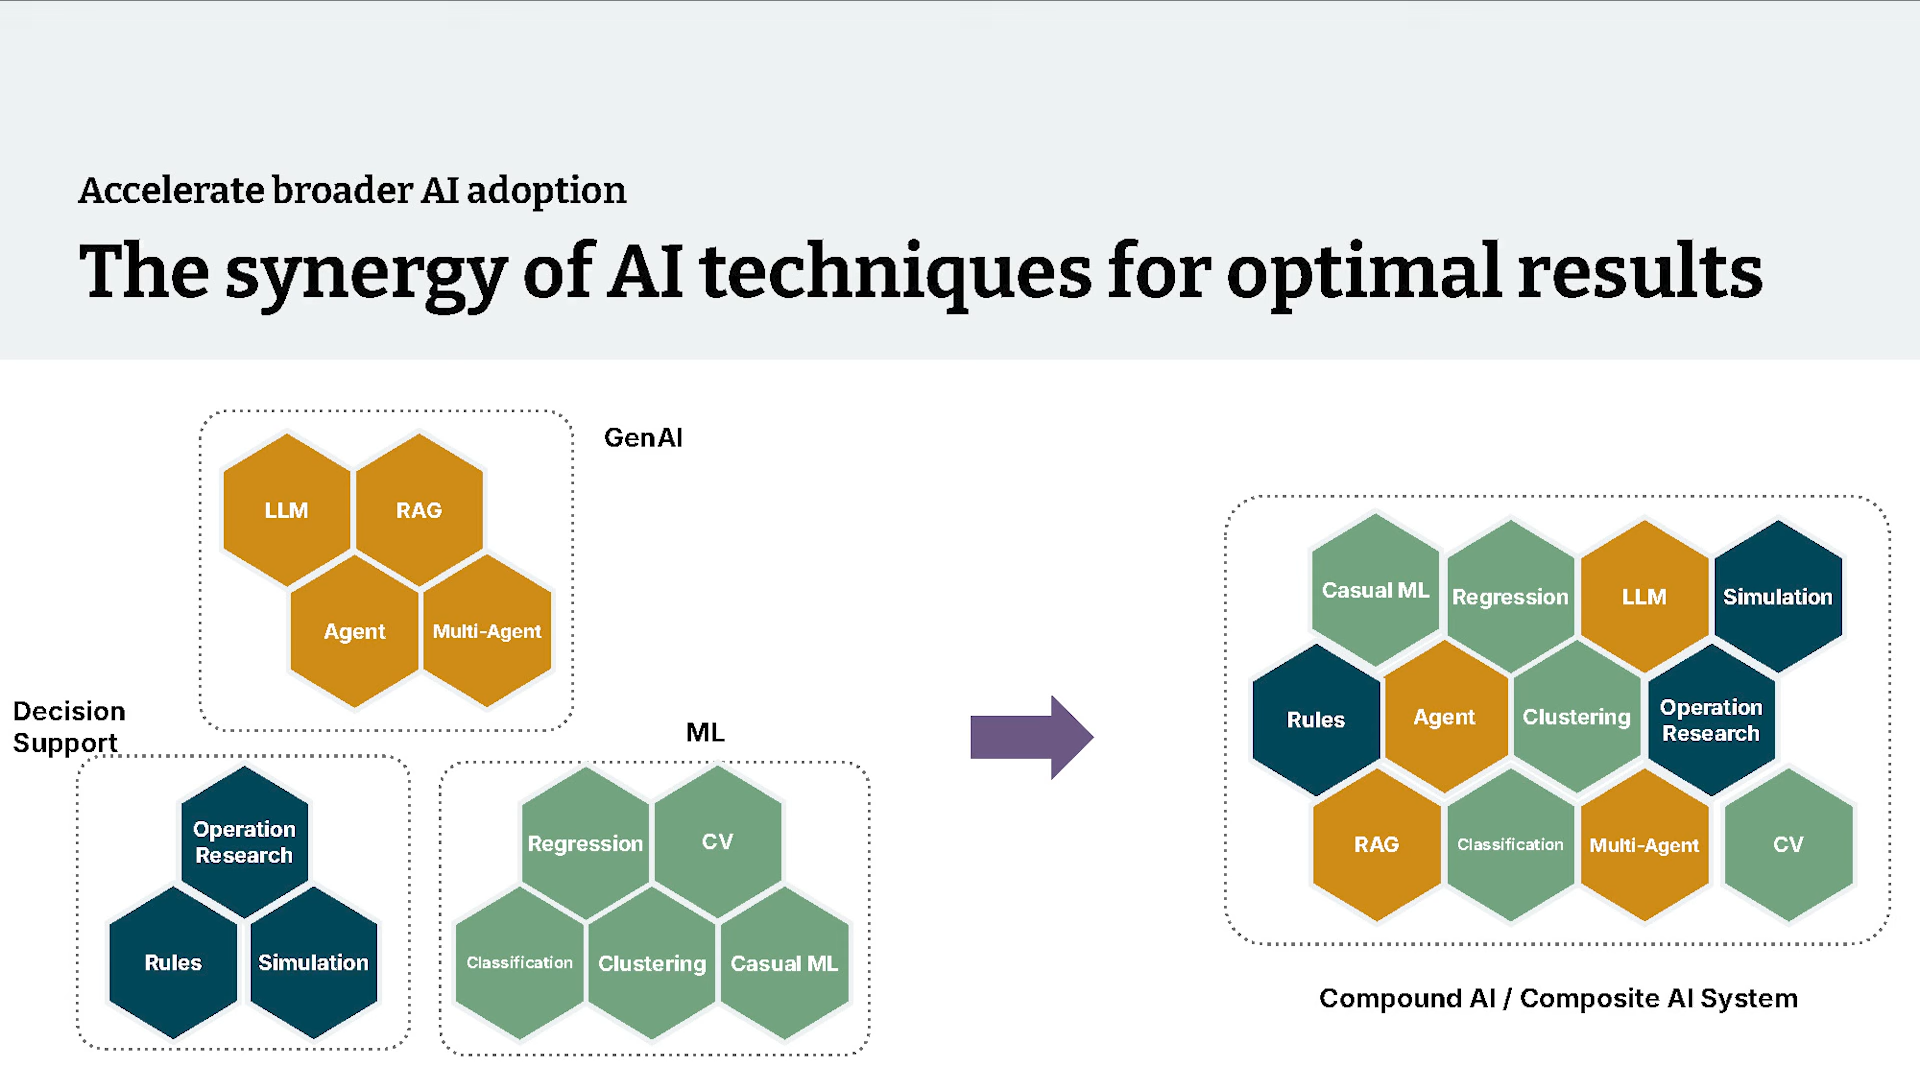 Accelerate broader AI adoption
The synergy of AI techniques for optimal results
GenAI
LLM
RAG
Agent
Multi-Agent
Decision
Support
Operation
Research
Rules
Simulation
ML
Regression
CV
Classification
Clustering
Casual ML
Casual ML
Regression
LLM
Simulation
Rules
Agent
Clustering
Operation
Research
RAG
Classification
Multi-Agent
CV
Compound AI / Composite AI System